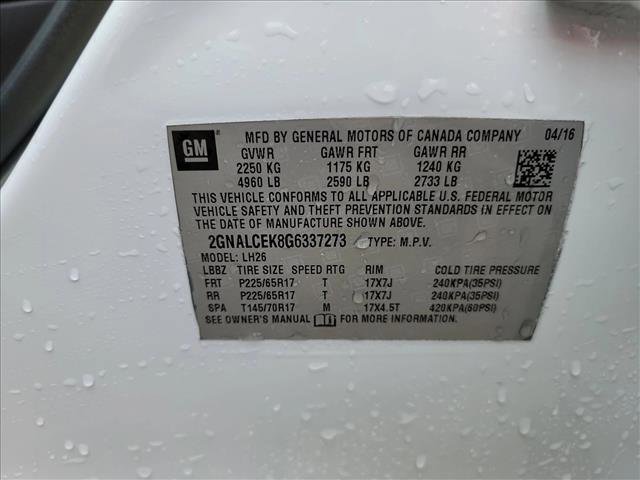 GM
MFD BY GENERAL MOTORS OF CANADA COMPANY 04/16
GVWR GAWR FRT GAWR RR
2250 KG 1175 KG 1240 KG
4960 LB 2590 LB 2733 LB
THIS VEHICLE CONFORMS TO ALL APPLICABLE U.S. FEDERAL MOTOR
VEHICLE SAFETY AND THEFT PREVENTION STANDARDS IN EFFECT ON
THE DATE OF MANUFACTURE SHOWN ABOVE.
2GNALCEK8G6337273 TYPE: M.P.V.
MODEL: LH26
LBBZ TIRE SIZE SPEED RTG RIM COLD TIRE PRESSURE
FRT P225/65R17 T 17X7J 240KPA(35PSI)
RR P225/65R17 T 17X7J 240KPA(35PSI)
SPA T145/70R17 M 17X4.5T 420KPA(60PSI)
SEE OWNER'S MANUAL FOR MORE INFORMATION.